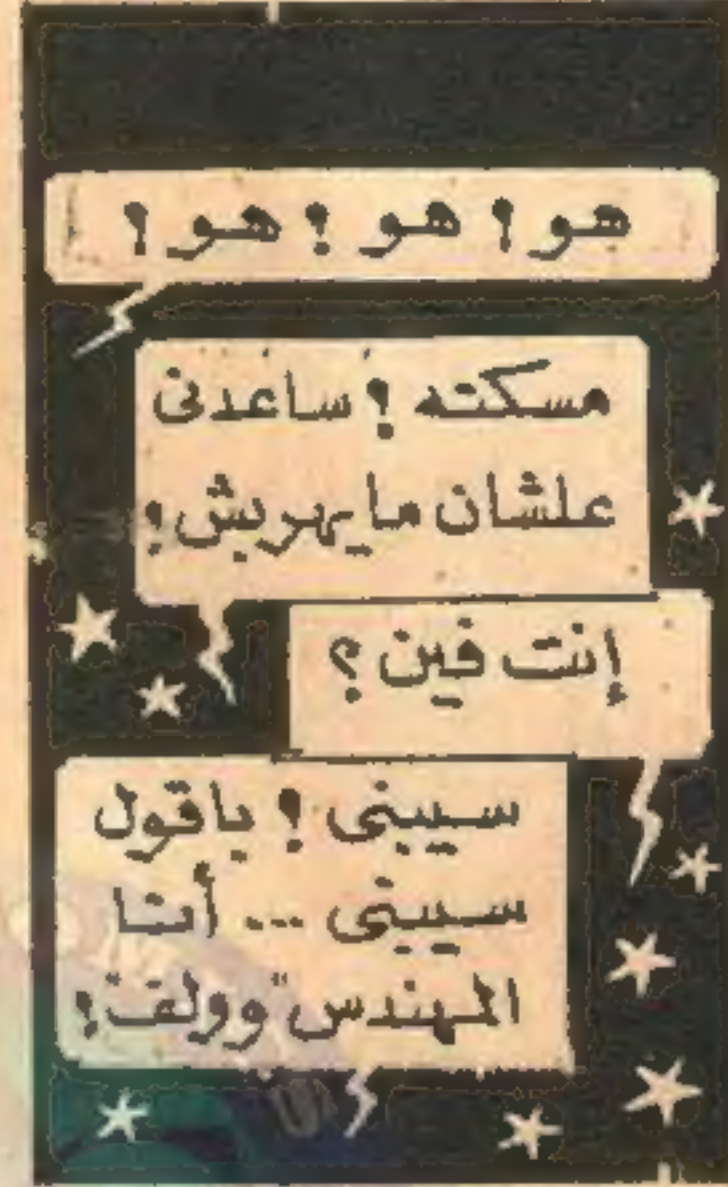 هو! هو! هو!
مسكته! ساعدنى
علشان مايهربش!
إنت فين؟
سيبنى! باقول
سيبنى ... أنا
المهندس "وولف"!